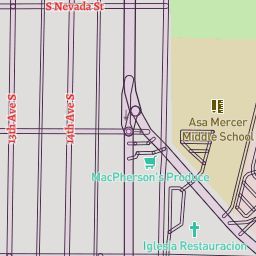 S Nevada St
13th Ave S
14th Ave S
Asa Mercer
Middle School
MacPherson's Produce
Iglesia Restauracion